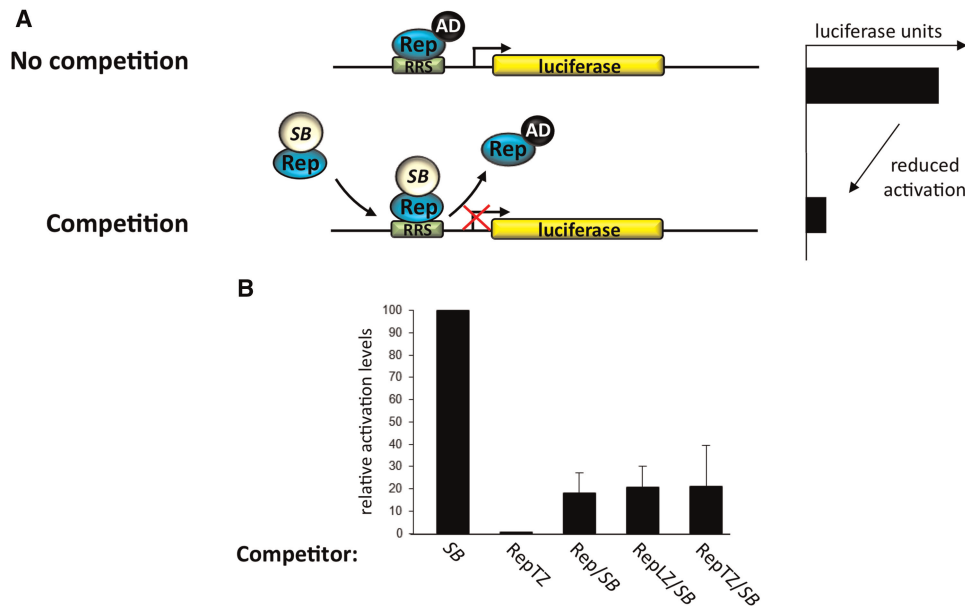 A
No competition
AD
Rep
RRS
luciferase
luciferase units
SB
Rep
SB
Rep
RRS
AD
Rep
luciferase
reduced
activation
Competition
B
relative activation levels
100
90
80
70
60
50
40
30
20
10
0
Competitor:
SB
RepTZ
Rep/SB
RepLZ/SB
RepTZ/SB